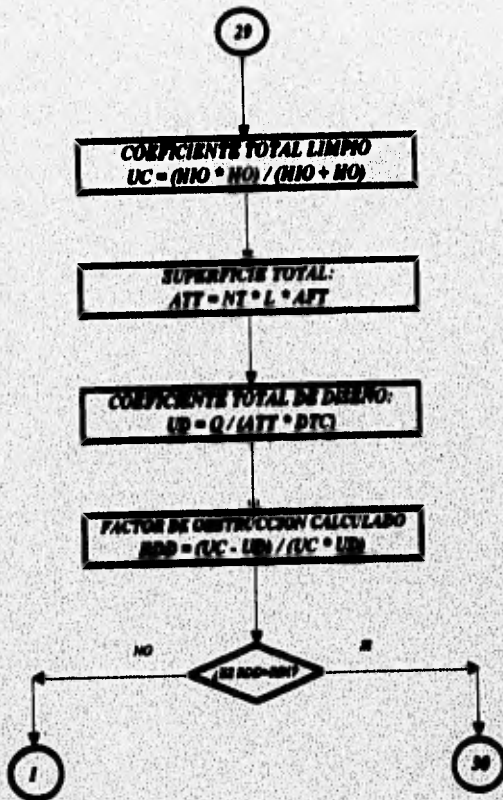 29
COEFICIENTE TOTAL LIMPIO
UC = (HIO * HO) / (HIO + HO)
SUPERFICIE TOTAL:
ATT = NT * L * AFT
COEFICIENTE TOTAL DE DISEÑO:
UD = Q / (ATT * DTC)
FACTOR DE OBSTRUCCION CALCULADO
RDD = (UC - UD) / (UC * UD)
NO
SI
1
30